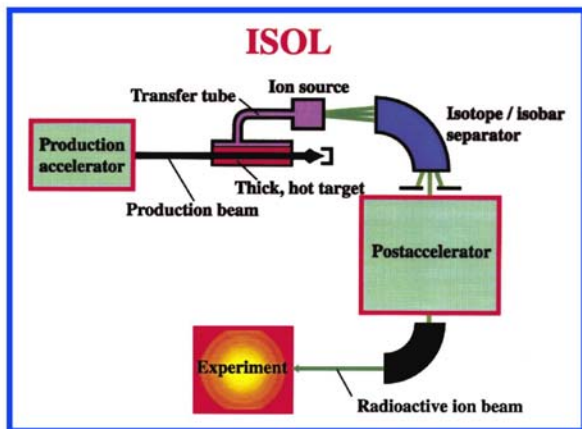 ISOL
Ion source
Transfer tube
Isotope / isobar
separator
Production
accelerator
Thick, hot target
Production beam
Postaccelerator
Experiment
Radioactive ion beam